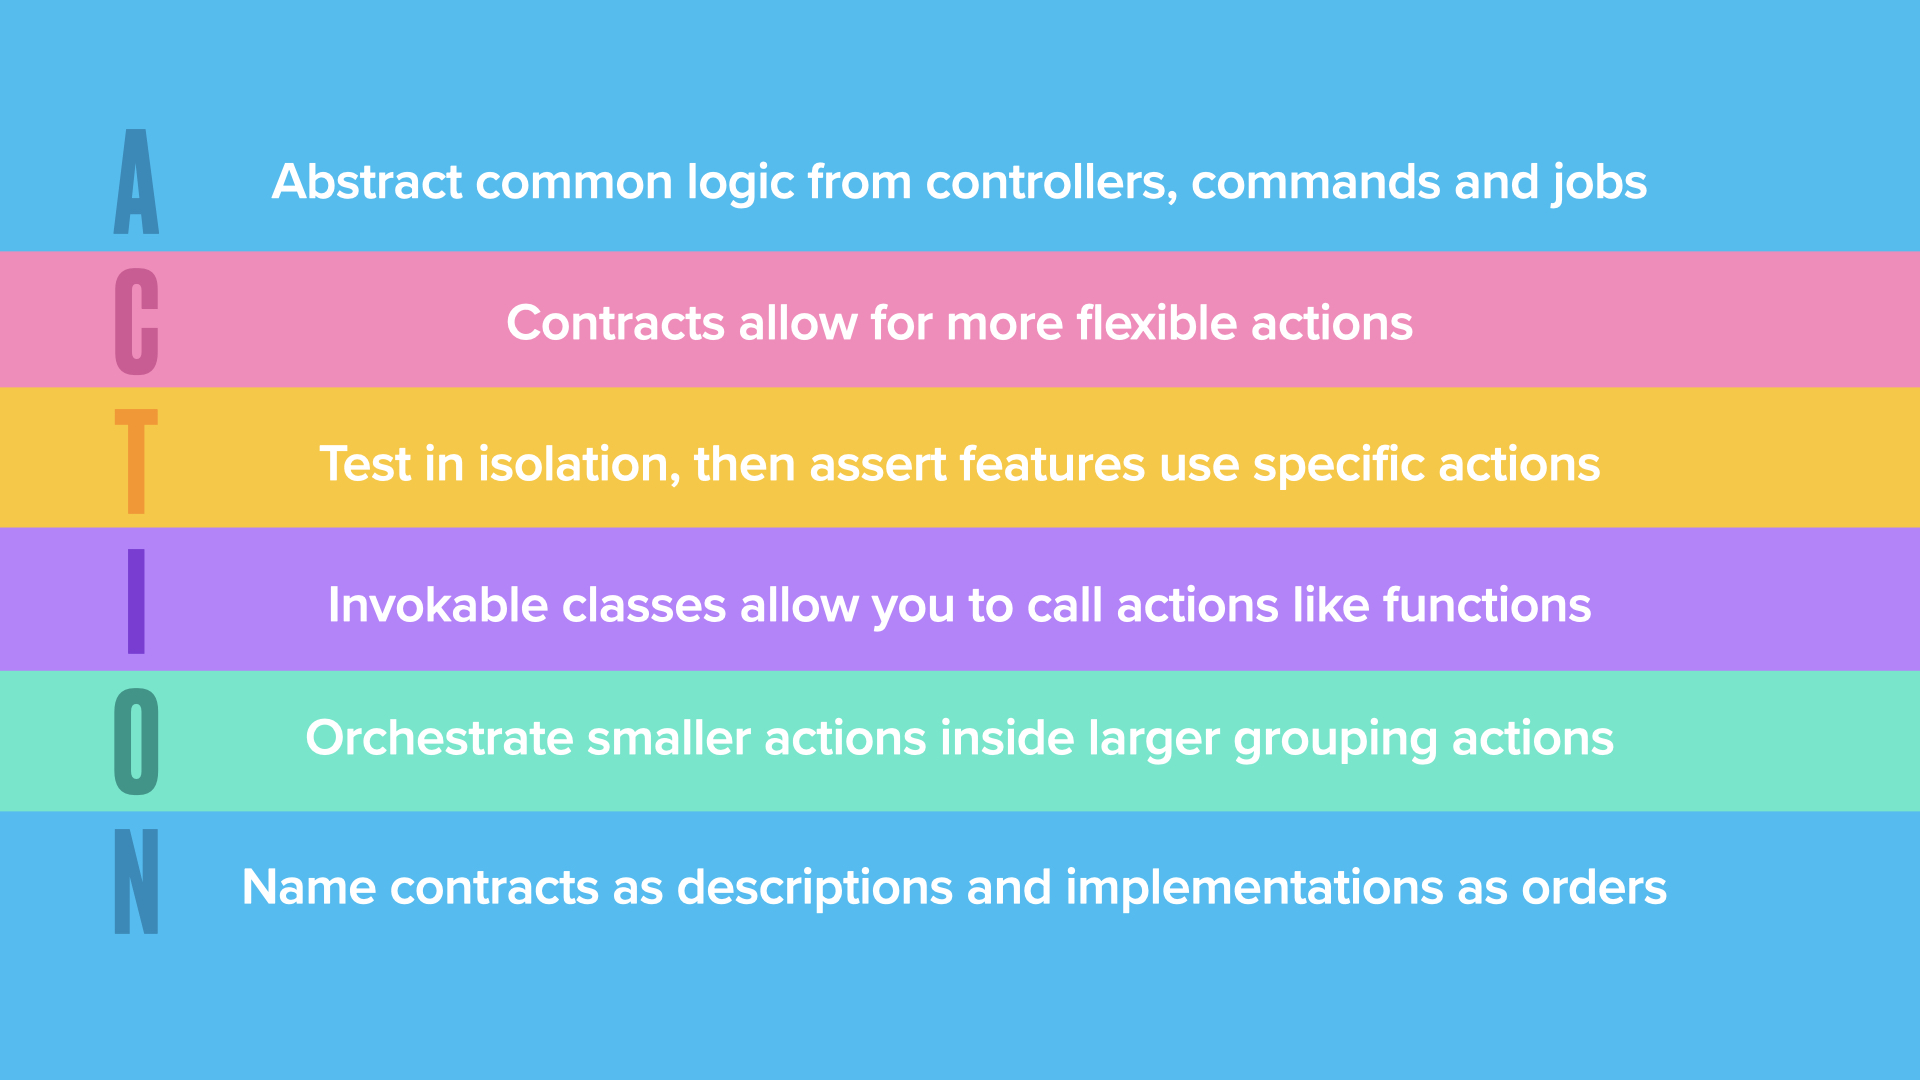 A Abstract common logic from controllers, commands and jobs
C Contracts allow for more flexible actions
T Test in isolation, then assert features use specific actions
I Invokable classes allow you to call actions like functions
O Orchestrate smaller actions inside larger grouping actions
N Name contracts as descriptions and implementations as orders